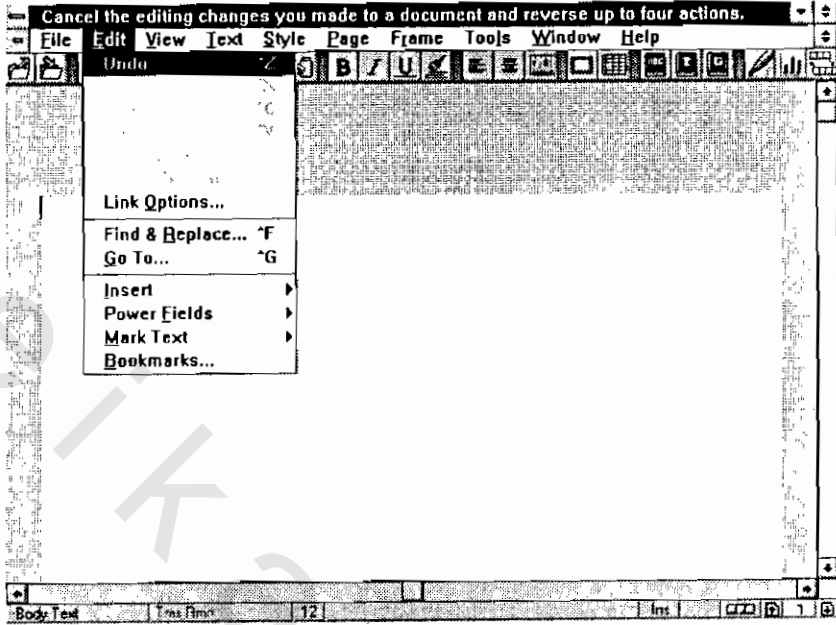 Cancel the editing changes you made to a document and reverse up to four actions.
File Edit View Text Style Page Frame Tools Window Help
B I U
Undo ^Z
^C
^V
Link Options...
Find & Replace... ^F
Go To... ^G
Insert
Power Fields
Mark Text
Bookmarks...
Body Text 12 Ins 1